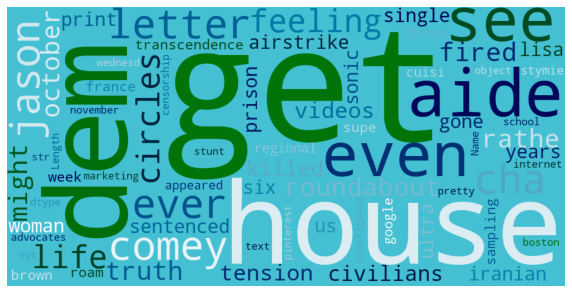 print letter feeling single see
transcendence airstrike fired lisa
jason october dem get aide
wednesd france censorship circles prison sonic cuisi object stymie
november videos gone rathe
str Length regional killed even supe years Name school
might week stunt six roundabout cha internet
marketing appeared
dtype ever house
woman sentenced us google ultra pretty
advocates life comey text pinterest prestigious sampling boston
nyt truth tension civilians iranian
brown roam